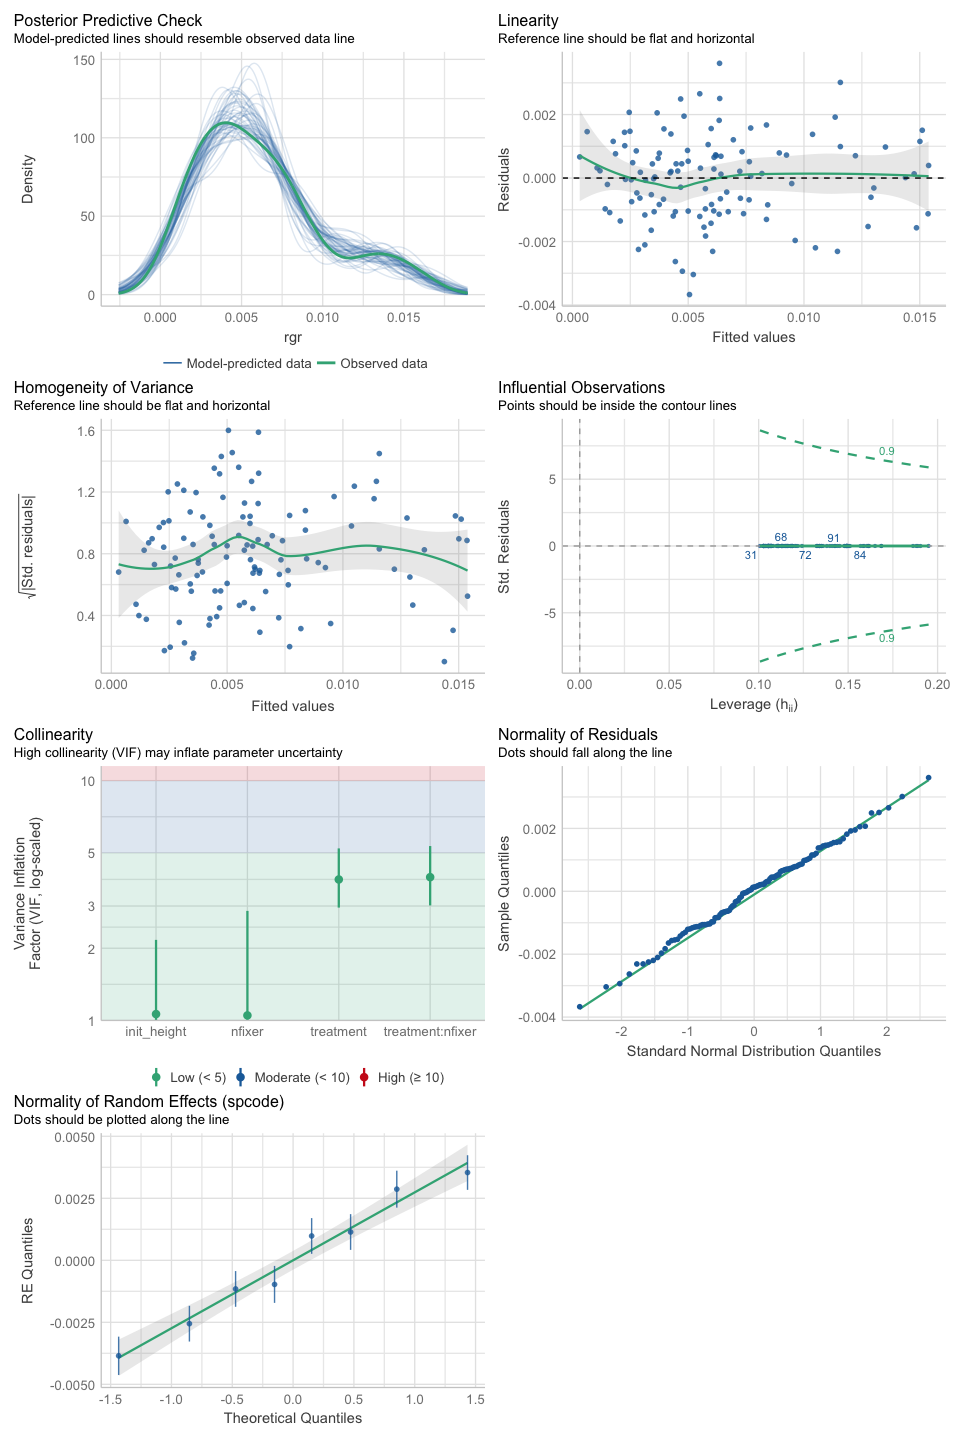 Posterior Predictive Check
Model-predicted lines should resemble observed data line
150
100
50
0
Density
0.000 0.005 0.010 0.015
rgr
Model-predicted data Observed data
Linearity
Reference line should be flat and horizontal
0.002
0.000
-0.002
-0.004
Residuals
0.000 0.005 0.010 0.015
Fitted values
Homogeneity of Variance
Reference line should be flat and horizontal
1.6
1.2
0.8
0.4
√|Std. residuals|
0.000 0.005 0.010 0.015
Fitted values
Influential Observations
Points should be inside the contour lines
0.9
5
68 91
0
31 72 84
-5
0.9
Std. Residuals
0.00 0.05 0.10 0.15 0.20
Leverage (hii)
Collinearity
High collinearity (VIF) may inflate parameter uncertainty
10
5
3
2
1
Variance Inflation
Factor (VIF, log-scaled)
init_height nfixer treatment treatment:nfixer
Low (< 5) Moderate (< 10) High (≥ 10)
Normality of Residuals
Dots should fall along the line
0.002
0.000
-0.002
-0.004
Sample Quantiles
-2 -1 0 1 2
Standard Normal Distribution Quantiles
Normality of Random Effects (spcode)
Dots should be plotted along the line
0.0050
0.0025
0.0000
-0.0025
-0.0050
RE Quantiles
-1.5 -1.0 -0.5 0.0 0.5 1.0 1.5
Theoretical Quantiles